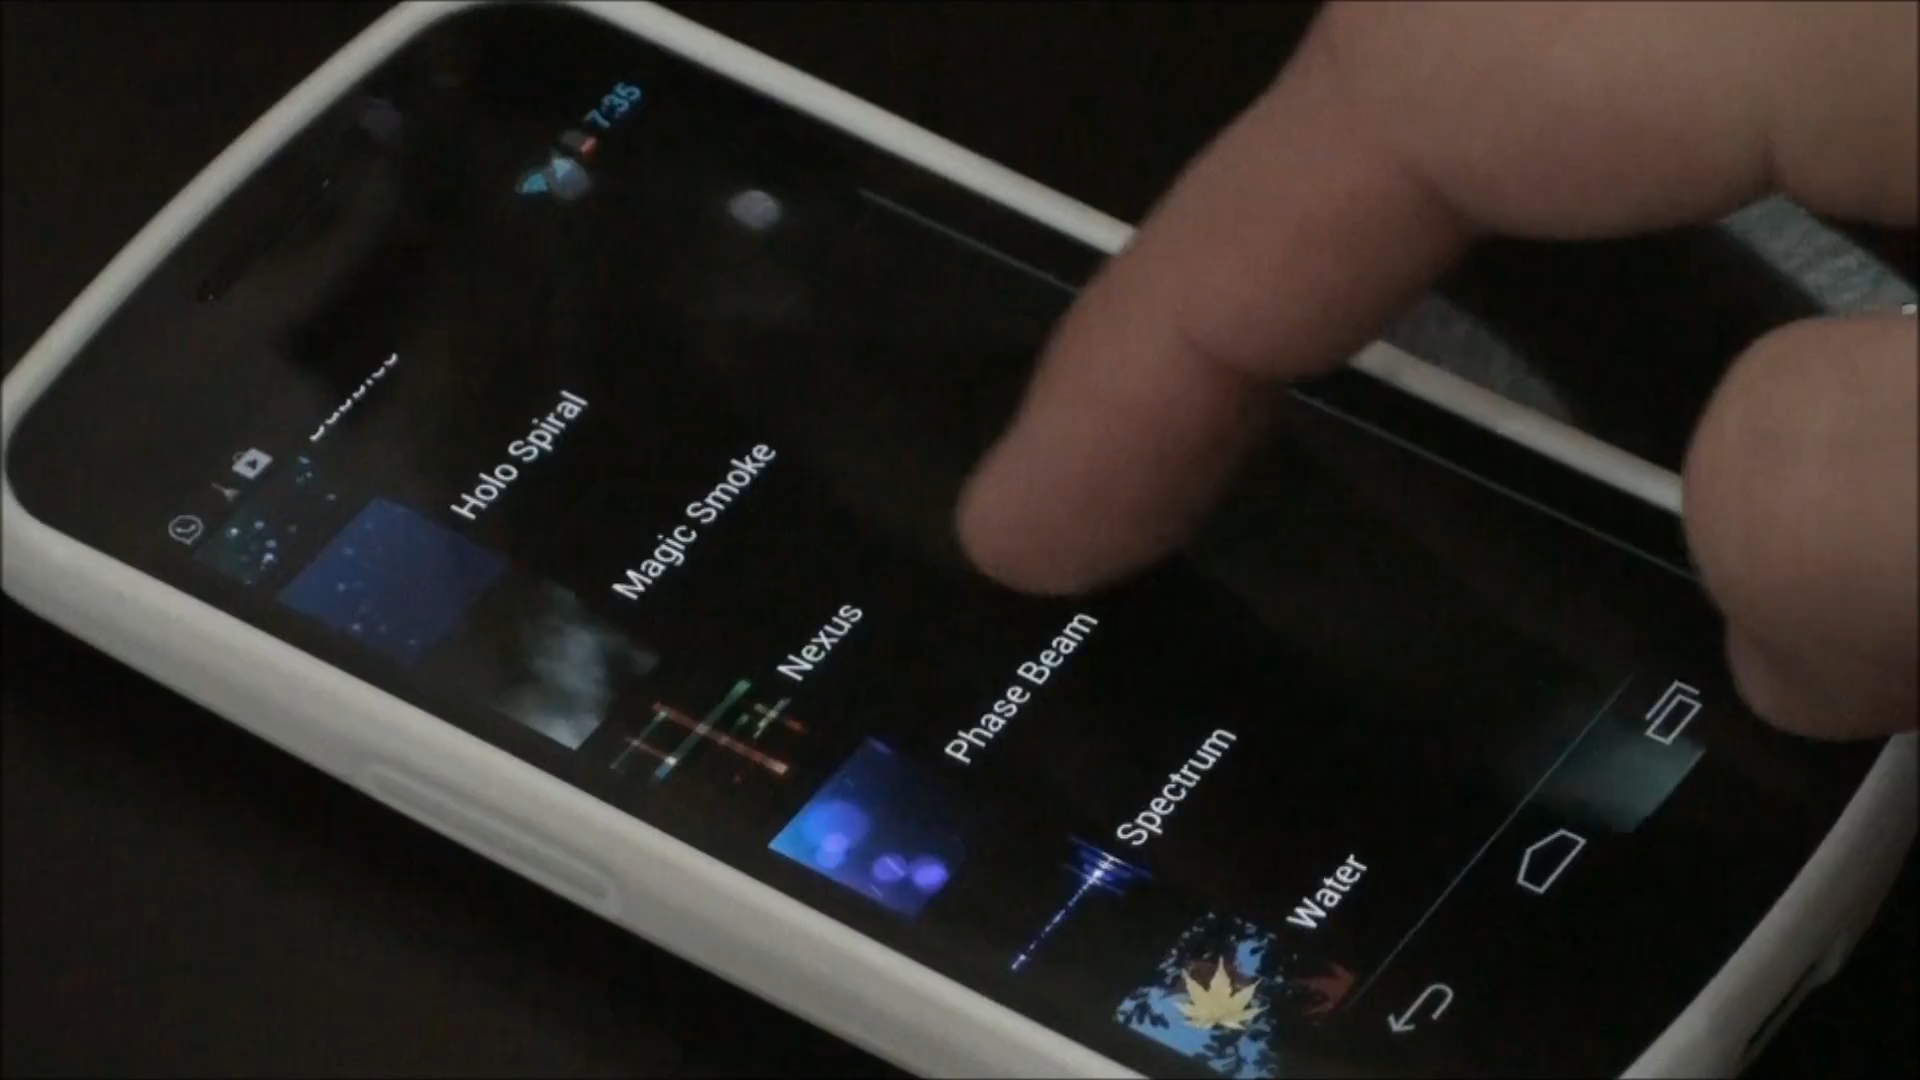 7:35
Holo Spiral
Magic Smoke
Nexus
Phase Beam
Spectrum
Water